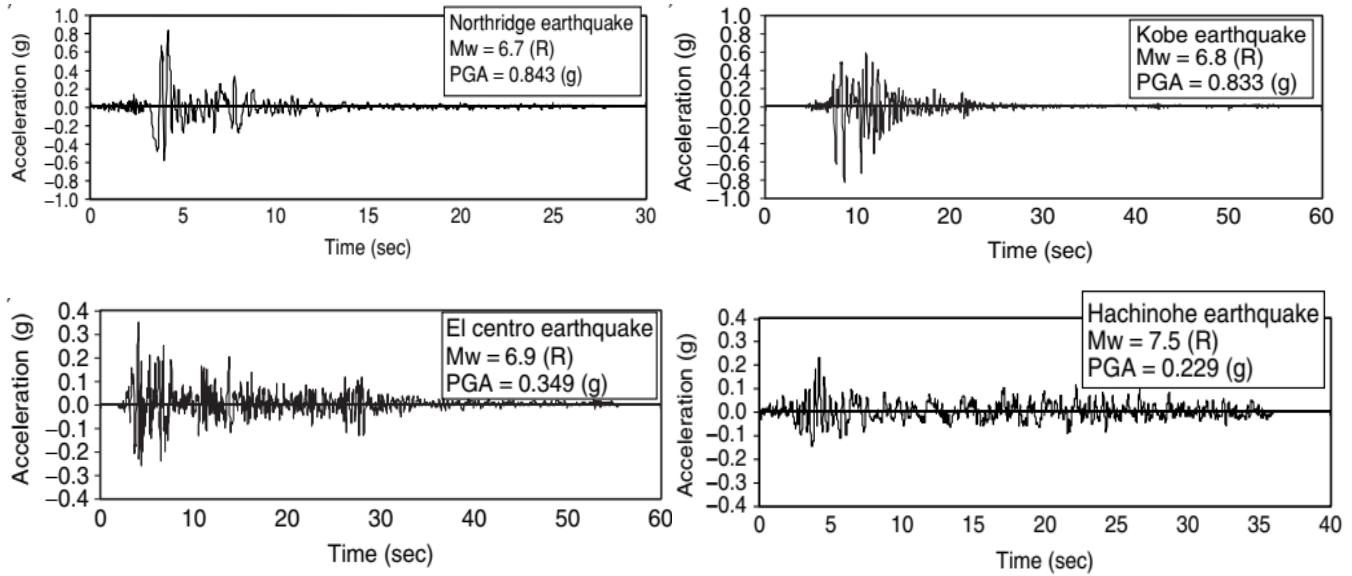 Northridge earthquake
Mw = 6.7 (R)
PGA = 0.843 (g)
Acceleration (g)
1.0
0.8
0.6
0.4
0.2
0.0
−0.2
−0.4
−0.6
−0.8
−1.0
0 5 10 15 20 25 30
Time (sec)
Kobe earthquake
Mw = 6.8 (R)
PGA = 0.833 (g)
Acceleration (g)
1.0
0.8
0.6
0.4
0.2
0.0
−0.2
−0.4
−0.6
−0.8
−1.0
0 10 20 30 40 50 60
Time (sec)
El centro earthquake
Mw = 6.9 (R)
PGA = 0.349 (g)
Acceleration (g)
0.4
0.3
0.2
0.1
0.0
−0.1
−0.2
−0.3
−0.4
0 10 20 30 40 50 60
Time (sec)
Hachinohe earthquake
Mw = 7.5 (R)
PGA = 0.229 (g)
Acceleration (g)
0.4
0.3
0.2
0.1
0.0
−0.1
−0.2
−0.3
−0.4
0 5 10 15 20 25 30 35 40
Time (sec)